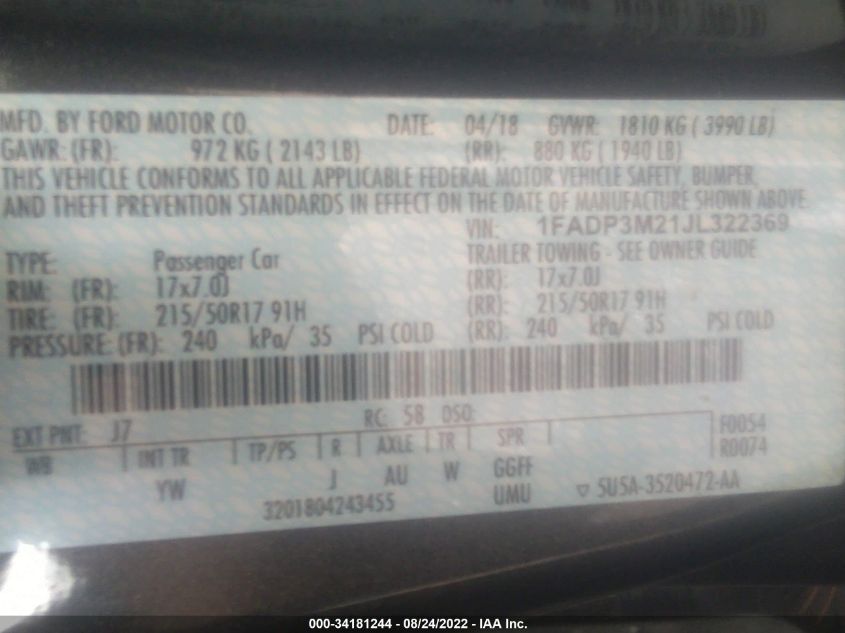 MFD. BY FORD MOTOR CO. DATE: 04/18 GVWR: 1810 KG ( 3990 LB)
GAWR: (FR): 972 KG ( 2143 LB) (RR): 880 KG ( 1940 LB)
THIS VEHICLE CONFORMS TO ALL APPLICABLE FEDERAL MOTOR VEHICLE SAFETY, BUMPER,
AND THEFT PREVENTION STANDARDS IN EFFECT ON THE DATE OF MANUFACTURE SHOWN ABOVE.
VIN: 1FADP3M21JL322369
TYPE: Passenger Car TRAILER TOWING - SEE OWNER GUIDE
RIM: (FR): 17x7.0J (RR): 17x7.0J
TIRE: (FR): 215/50R17 91H (RR): 215/50R17 91H
PRESSURE: (FR): 240 kPa/ 35 PSI COLD (RR): 240 kPa/ 35 PSI COLD
RC: 58 DSO:
EXT PNT: J7 F0054
WB INT TR TP/PS R AXLE TR SPR R0074
YW J AU W GGFF
3201804243455 UMU ▽ SU5A-3520472-AA
000-34181244 - 08/24/2022 - IAA Inc.